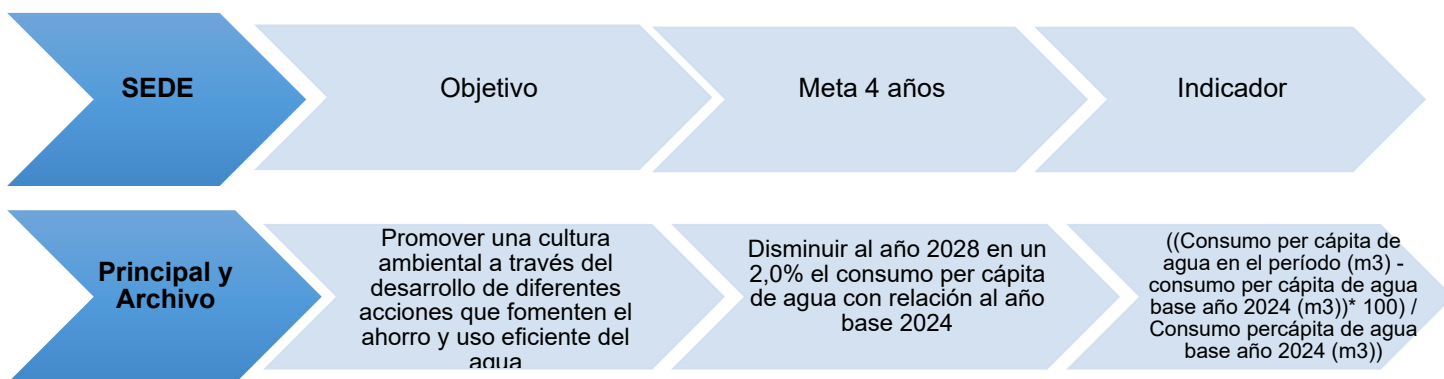 SEDE
Objetivo
Meta 4 años
Indicador
Principal y
Archivo
Promover una cultura
ambiental a través del
desarrollo de diferentes
acciones que fomenten el
ahorro y uso eficiente del
agua
Disminuir al año 2028 en un
2,0% el consumo per cápita
de agua con relación al año
base 2024
((Consumo per cápita de
agua en el período (m3) -
consumo per cápita de agua
base año 2024 (m3))* 100) /
Consumo percápita de agua
base año 2024 (m3))